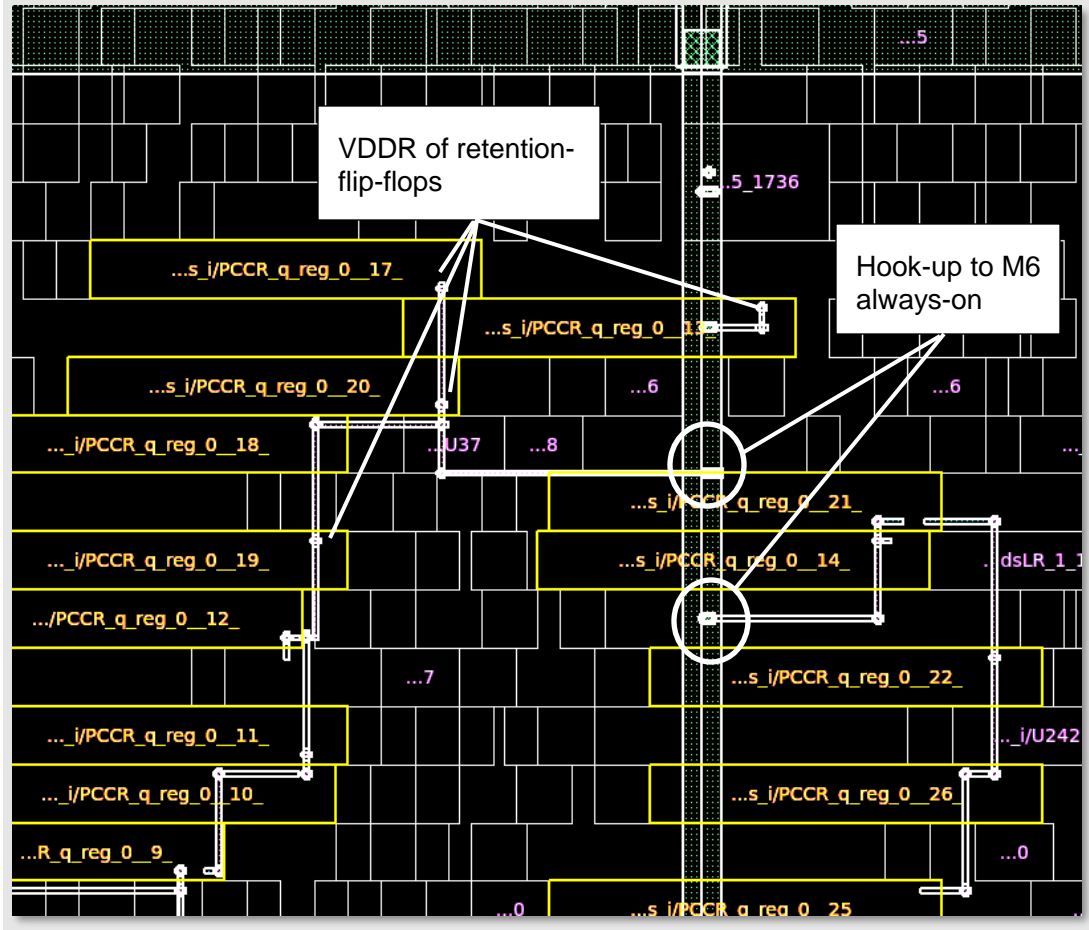 ...5
VDDR of retention-
flip-flops
...5_1736
Hook-up to M6
always-on
...s_i/PCCR_q_reg_0__17_
...s_i/PCCR_q_reg_0__13_
...s_i/PCCR_q_reg_0__20_
...6
...6
..._i/PCCR_q_reg_0__18_
...U37
...8
...s_i/PCCR_q_reg_0__21_
..._i/PCCR_q_reg_0__19_
...s_i/PCCR_q_reg_0__14_
...dsLR_1_1
.../PCCR_q_reg_0__12_
...7
...s_i/PCCR_q_reg_0__22_
..._i/PCCR_q_reg_0__11_
..._i/U242
..._i/PCCR_q_reg_0__10_
...s_i/PCCR_q_reg_0__26_
...R_q_reg_0__9_
...0
...0
...s_i/PCCR_q_reg_0__25_